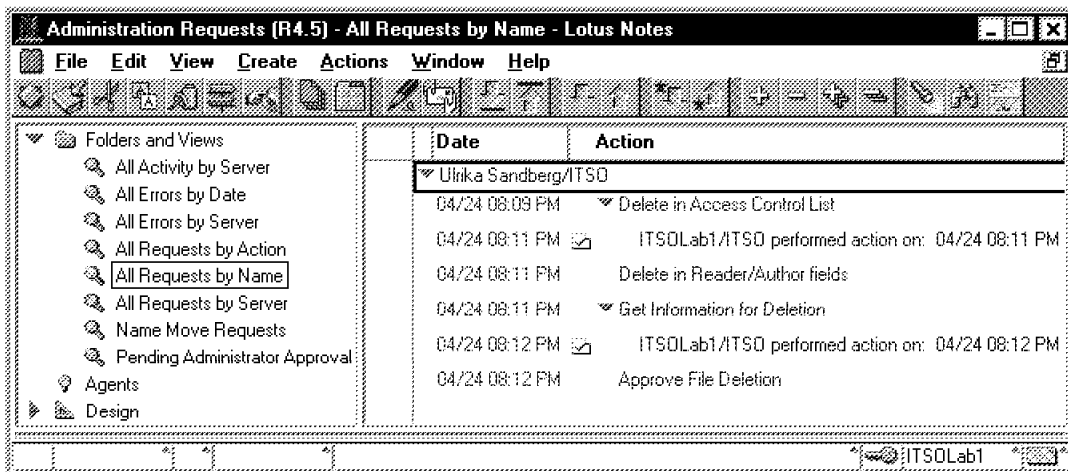 Administration Requests (R4.5) - All Requests by Name - Lotus Notes
File Edit View Create Actions Window Help
Folders and Views
All Activity by Server
All Errors by Date
All Errors by Server
All Requests by Action
All Requests by Name
All Requests by Server
Name Move Requests
Pending Administrator Approval
Agents
Design
Date Action
Ulrika Sandberg/ITSO
04/24 08:09 PM Delete in Access Control List
04/24 08:11 PM ITSOLab1/ITSO performed action on: 04/24 08:11 PM
04/24 08:11 PM Delete in Reader/Author fields
04/24 08:11 PM Get Information for Deletion
04/24 08:12 PM ITSOLab1/ITSO performed action on: 04/24 08:12 PM
04/24 08:12 PM Approve File Deletion
ITSOLab1